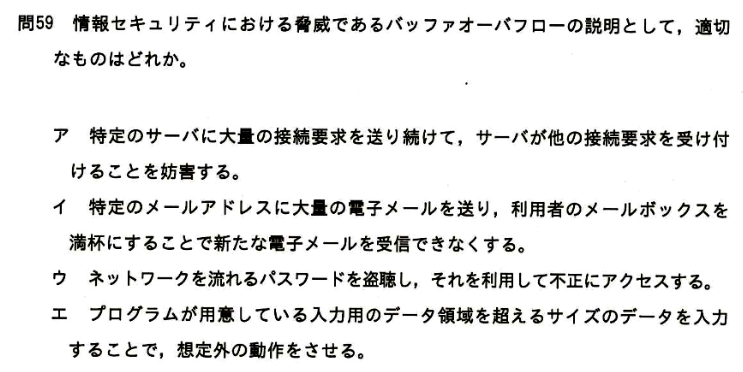 問59 情報セキュリティにおける脅威であるバッファオーバフローの説明として，適切
なものはどれか。
ア 特定のサーバに大量の接続要求を送り続けて，サーバが他の接続要求を受け付
けることを妨害する。
イ 特定のメールアドレスに大量の電子メールを送り，利用者のメールボックスを
満杯にすることで新たな電子メールを受信できなくする。
ウ ネットワークを流れるパスワードを盗聴し，それを利用して不正にアクセスする。
エ プログラムが用意している入力用のデータ領域を超えるサイズのデータを入力
することで，想定外の動作をさせる。